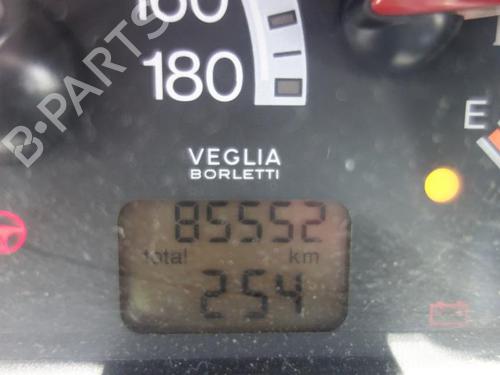 160
180
E
VEGLIA
BORLETTI
85552
total km
254
B-PARTS